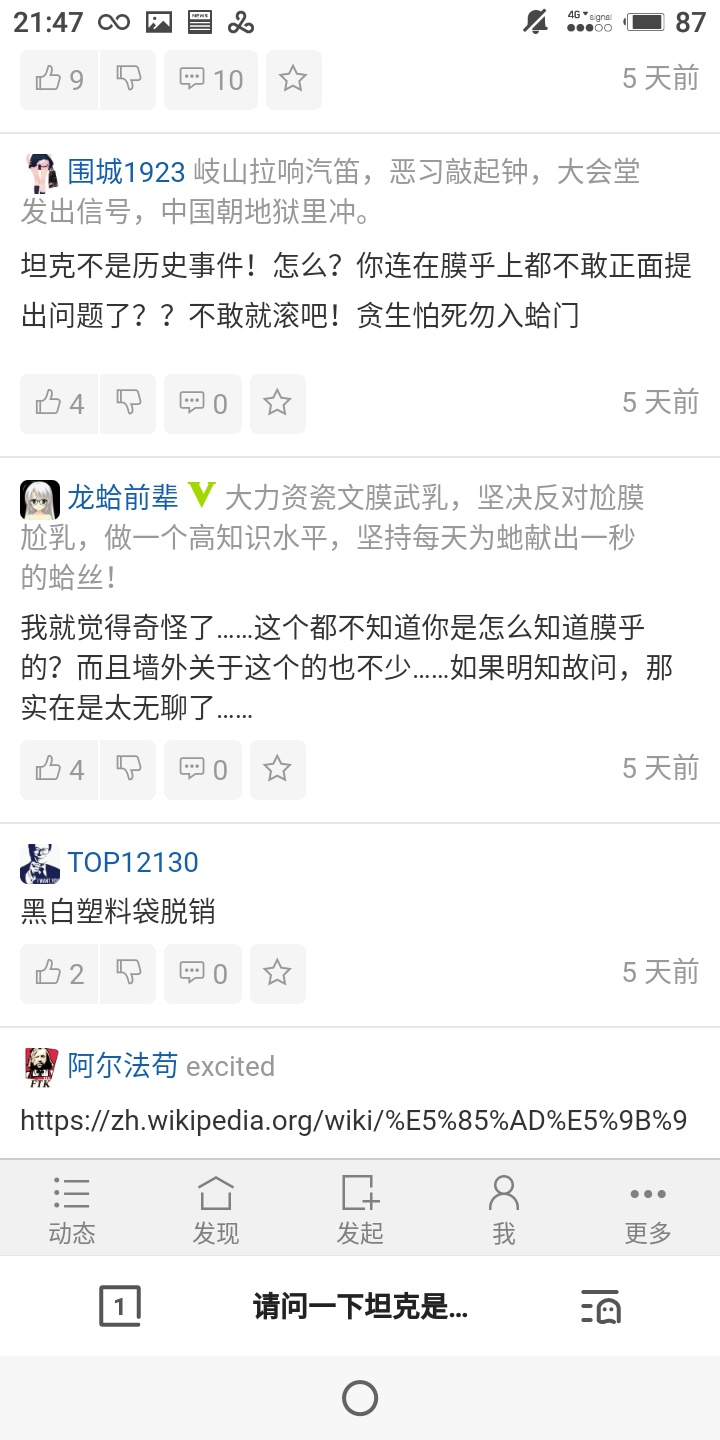 21:47
NEWS
4G signal
87
9
10
5 天前
围城1923 岐山拉响汽笛，恶习敲起钟，大会堂
发出信号，中国朝地狱里冲。
坦克不是历史事件！怎么？你连在膜乎上都不敢正面提
出问题了？？不敢就滚吧！贪生怕死勿入蛤门
4
0
5 天前
龙蛤前辈 V 大力资瓷文膜武乳，坚决反对尬膜
尬乳，做一个高知识水平，坚持每天为虵献出一秒
的蛤丝！
我就觉得奇怪了……这个都不知道你是怎么知道膜乎
的？而且墙外关于这个的也不少……如果明知故问，那
实在是太无聊了……
4
0
5 天前
TOP12130
黑白塑料袋脱销
2
0
5 天前
FTK
阿尔法苟 excited
https://zh.wikipedia.org/wiki/%E5%85%AD%E5%9B%9
动态
发现
发起
我
更多
1
请问一下坦克是...